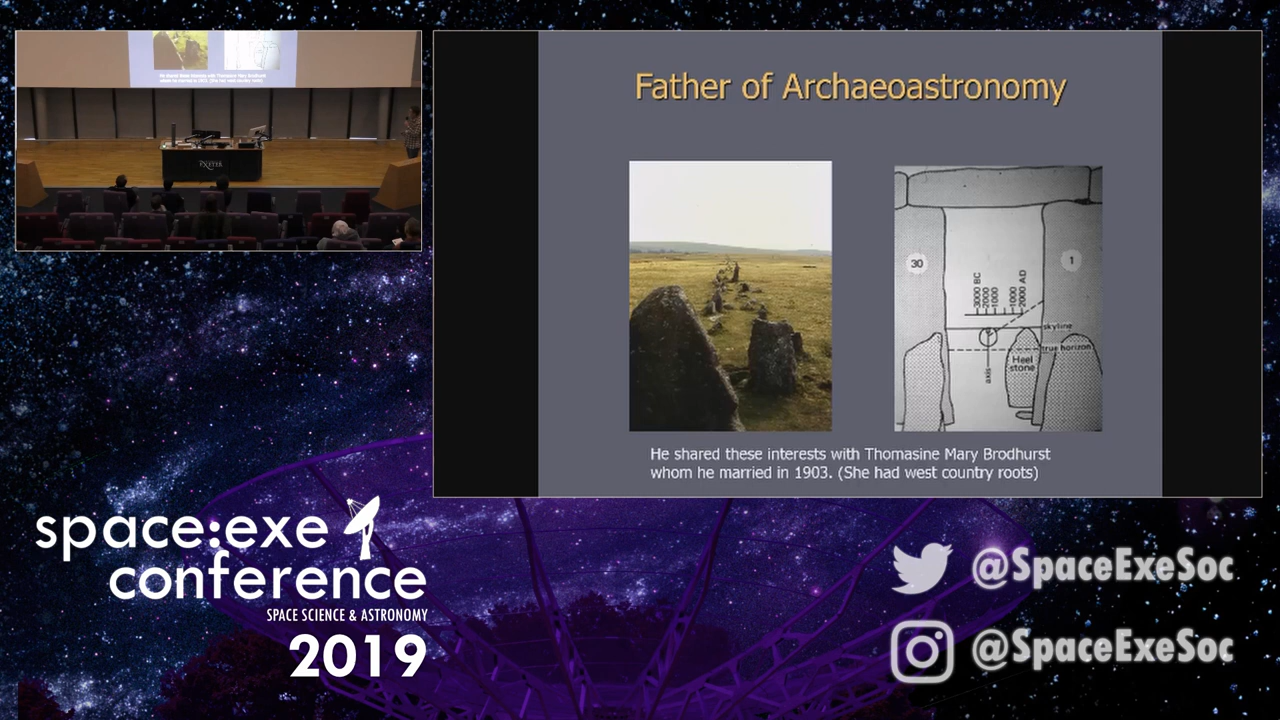 Father of Archaeoastronomy
30
1
3000 BC
2000
1000
1000
2000 AD
skyline
true horizon
Heel
stone
axis
He shared these interests with Thomasine Mary Brodhurst
whom he married in 1903. (She had west country roots)
EXETER
space:exe
conference
SPACE SCIENCE & ASTRONOMY
2019
@SpaceExeSoc
@SpaceExeSoc